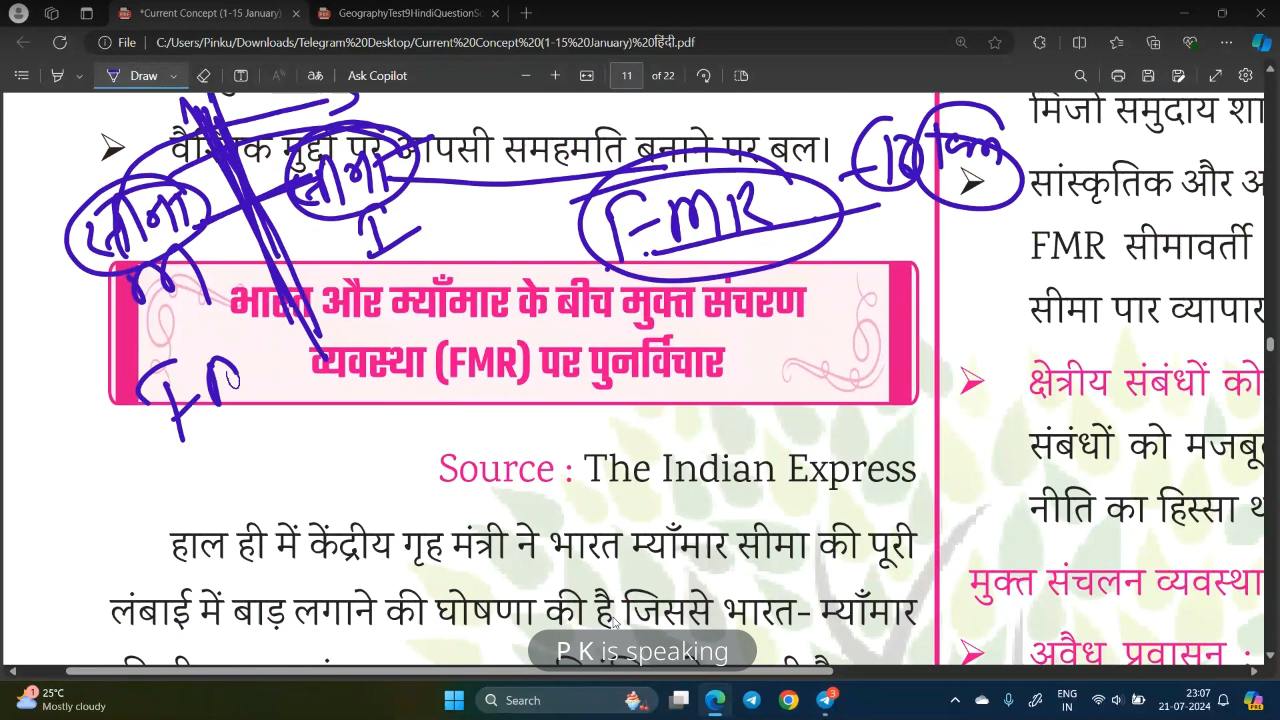 *Current Concept (1-15 January)
GeographyTest9HindiQuestionSo
File
C:/Users/Pinku/Downloads/Telegram%20Desktop/Current%20Concept%20(1-15%20January)%20हिंदी.pdf
Draw
Ask Copilot
11 of 22
वैश्विक मुद्दों पर आपसी समहमति बनाने पर बल।
FMR
I
भारत और म्याँमार के बीच मुक्त संचरण
व्यवस्था (FMR) पर पुनर्विचार
Source : The Indian Express
हाल ही में केंद्रीय गृह मंत्री ने भारत म्याँमार सीमा की पूरी
लंबाई में बाड़ लगाने की घोषणा की है जिससे भारत- म्याँमार
मिजो समुदाय शा
सांस्कृतिक और अ
FMR सीमावर्ती
सीमा पार व्यापार
क्षेत्रीय संबंधों को
संबंधों को मजबू
नीति का हिस्सा
मुक्त संचलन व्यवस्था
अवैध प्रवासन :
P K is speaking
25°C
Mostly cloudy
1
Search
3
ENG
IN
23:07
21-07-2024